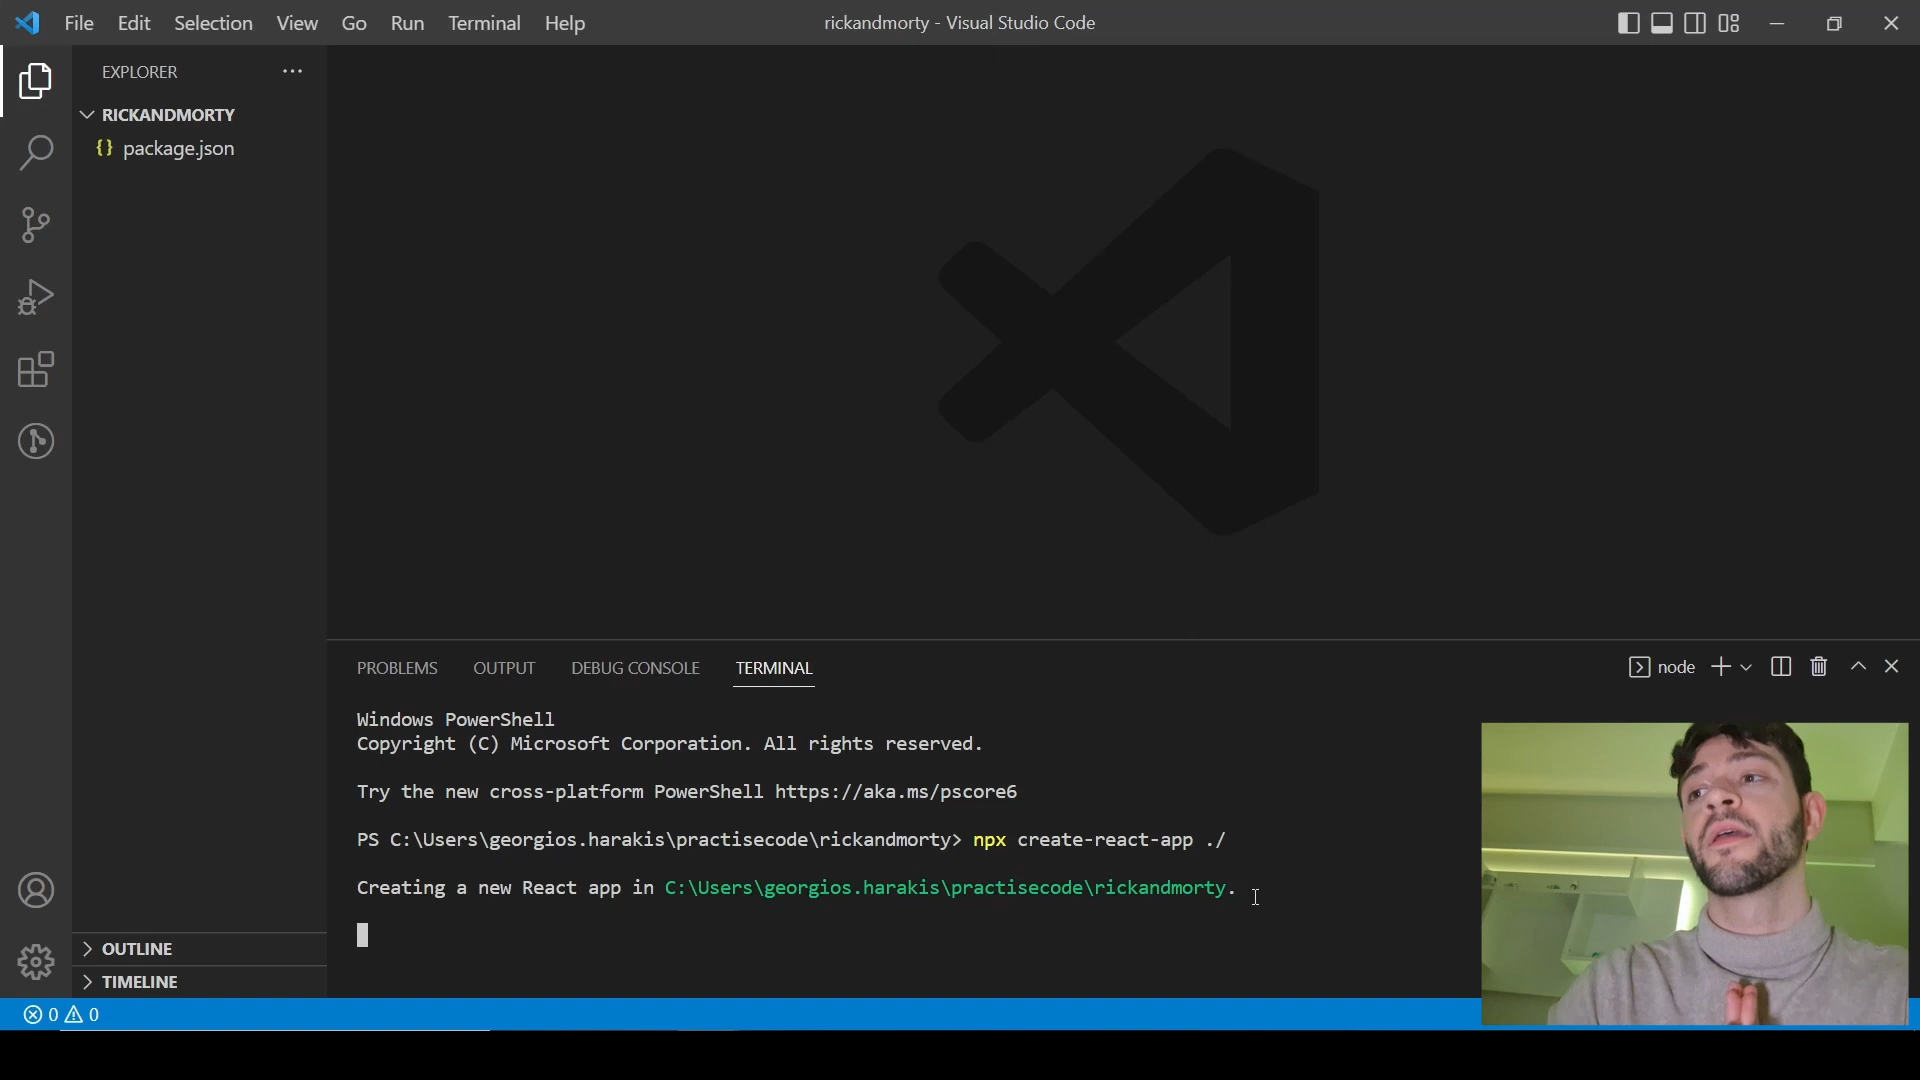 File Edit Selection View Go Run Terminal Help
rickandmorty - Visual Studio Code
EXPLORER
RICKANDMORTY
{} package.json
OUTLINE
TIMELINE
PROBLEMS OUTPUT DEBUG CONSOLE TERMINAL
node
Windows PowerShell
Copyright (C) Microsoft Corporation. All rights reserved.
Try the new cross-platform PowerShell https://aka.ms/pscore6
PS C:\Users\georgios.harakis\practisecode\rickandmorty> npx create-react-app ./
Creating a new React app in C:\Users\georgios.harakis\practisecode\rickandmorty.
0 0